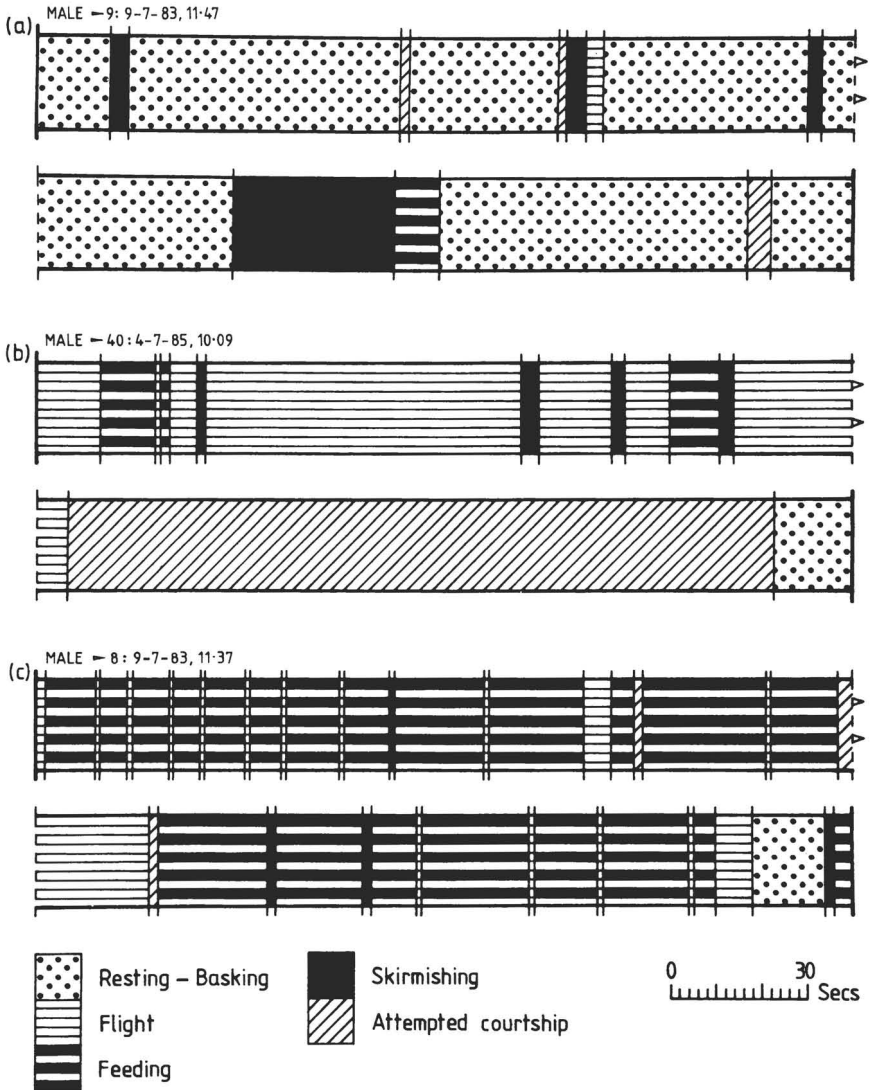 (a) MALE – 9: 9-7-83, 11·47
(b) MALE – 40: 4-7-85, 10·09
(c) MALE – 8: 9-7-83, 11·37
Resting – Basking
Flight
Feeding
Skirmishing
Attempted courtship
0 30
Secs